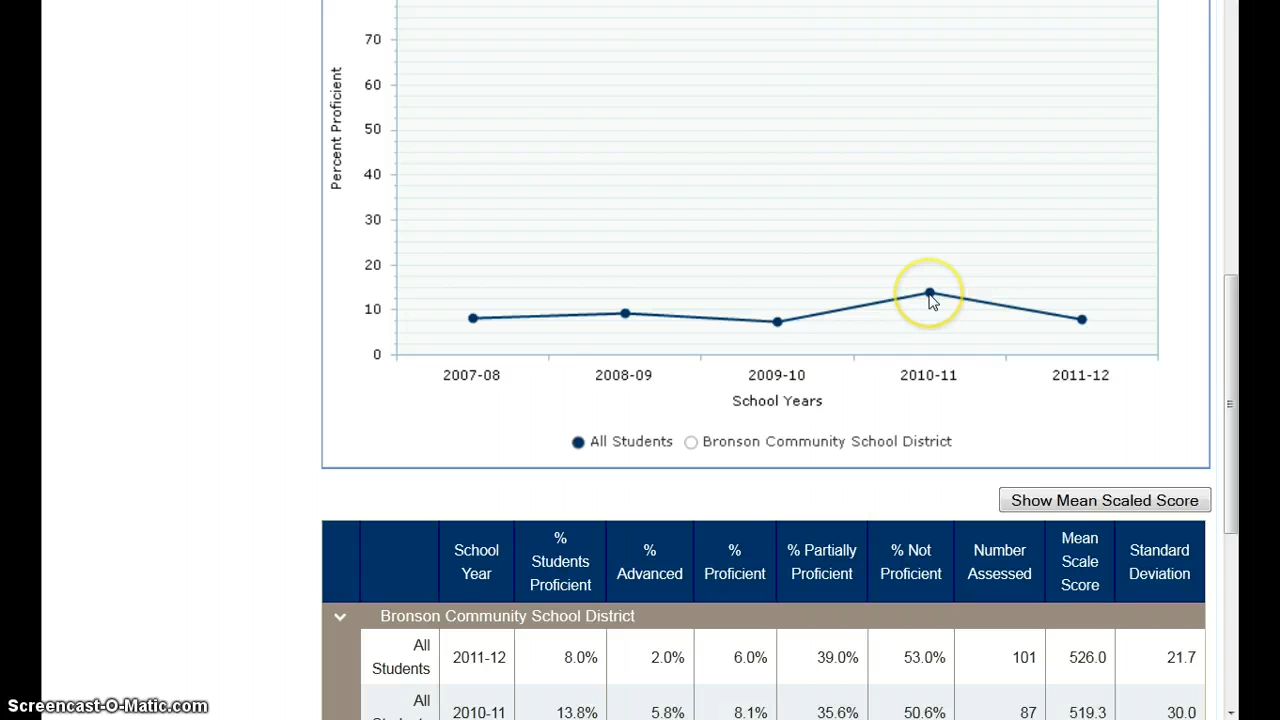 70
60
50
40
30
20
10
0
Percent Proficient
2007-08 2008-09 2009-10 2010-11 2011-12
School Years
All Students Bronson Community School District
Show Mean Scaled Score
School Year % Students Proficient % Advanced % Proficient % Partially Proficient % Not Proficient Number Assessed Mean Scale Score Standard Deviation
Bronson Community School District
All Students 2011-12 8.0% 2.0% 6.0% 39.0% 53.0% 101 526.0 21.7
All Students 2010-11 13.8% 5.8% 8.1% 35.6% 50.6% 87 519.3 30.0
Screencast-O-Matic.com